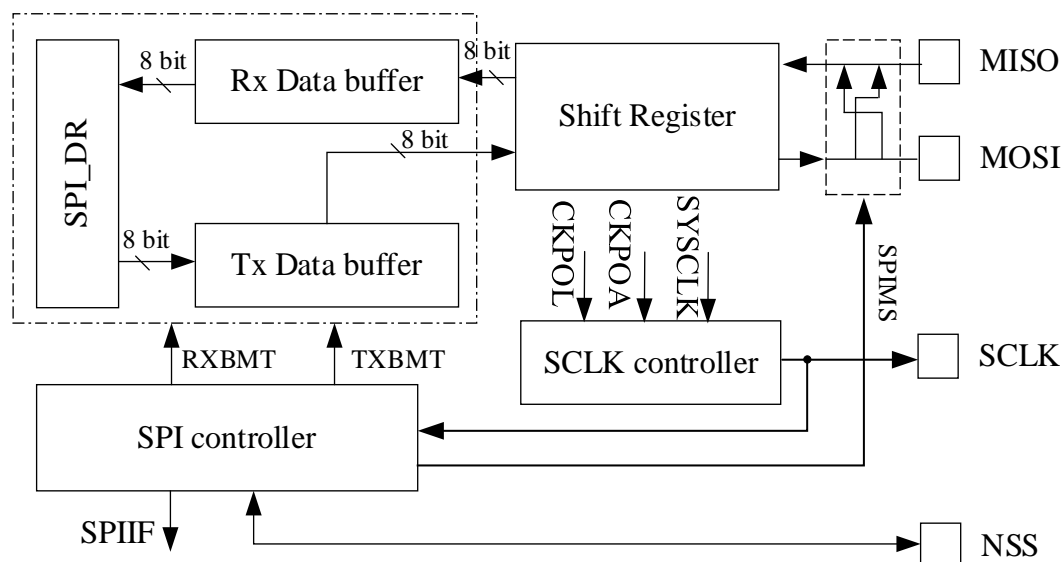 8 bit
Rx Data buffer
8 bit
Shift Register
MISO
SPI_DR
8 bit
MOSI
8 bit
Tx Data buffer
CKPOL
CKPOA
SYSCLK
SPIMS
RXBMT
TXBMT
SCLK controller
SCLK
SPI controller
SPIIF
NSS